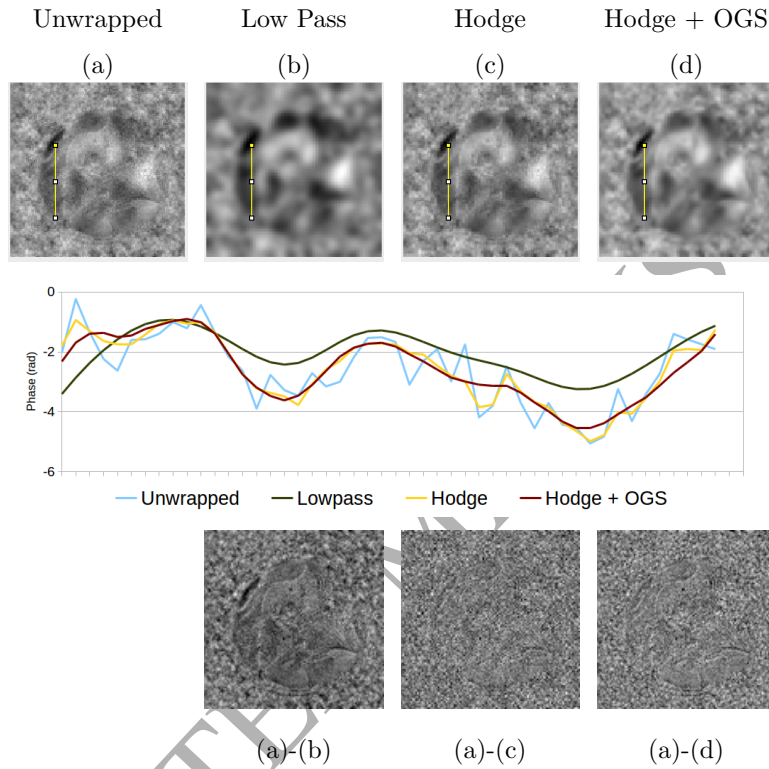 Unwrapped Low Pass Hodge Hodge + OGS
(a) (b) (c) (d)
0
-2
-4
-6
Phase (rad)
Unwrapped Lowpass Hodge Hodge + OGS
(a)-(b) (a)-(c) (a)-(d)